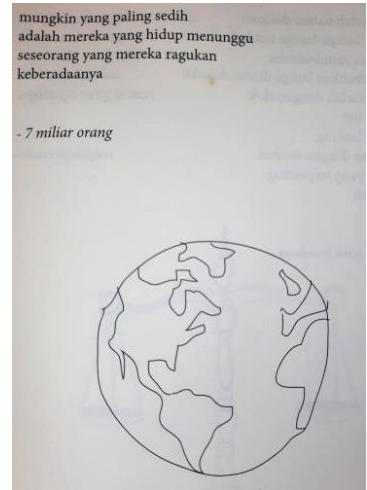 mungkin yang paling sedih
adalah mereka yang hidup menunggu
seseorang yang mereka ragukan
keberadaanya
- 7 miliar orang